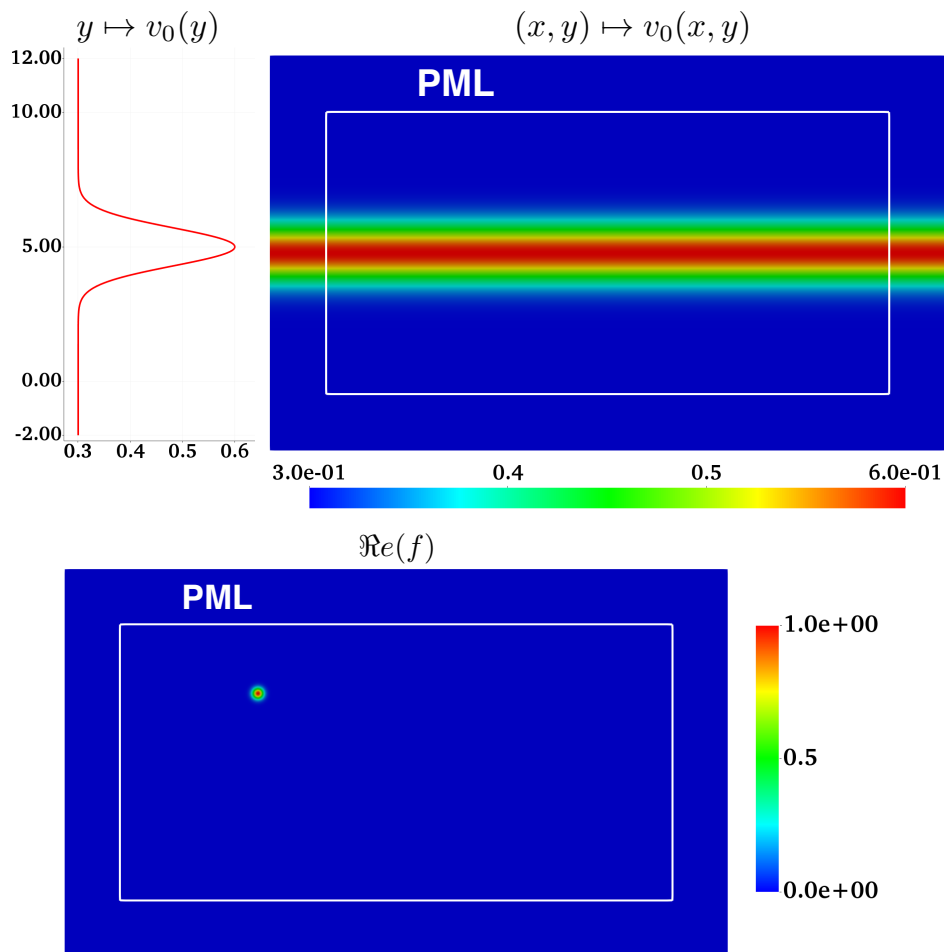 y ↦ v₀(y)
(x, y) ↦ v₀(x, y)
12.00
10.00
5.00
0.00
-2.00
0.3 0.4 0.5 0.6
PML
3.0e-01 0.4 0.5 6.0e-01
ℜe(f)
PML
1.0e+00
0.5
0.0e+00